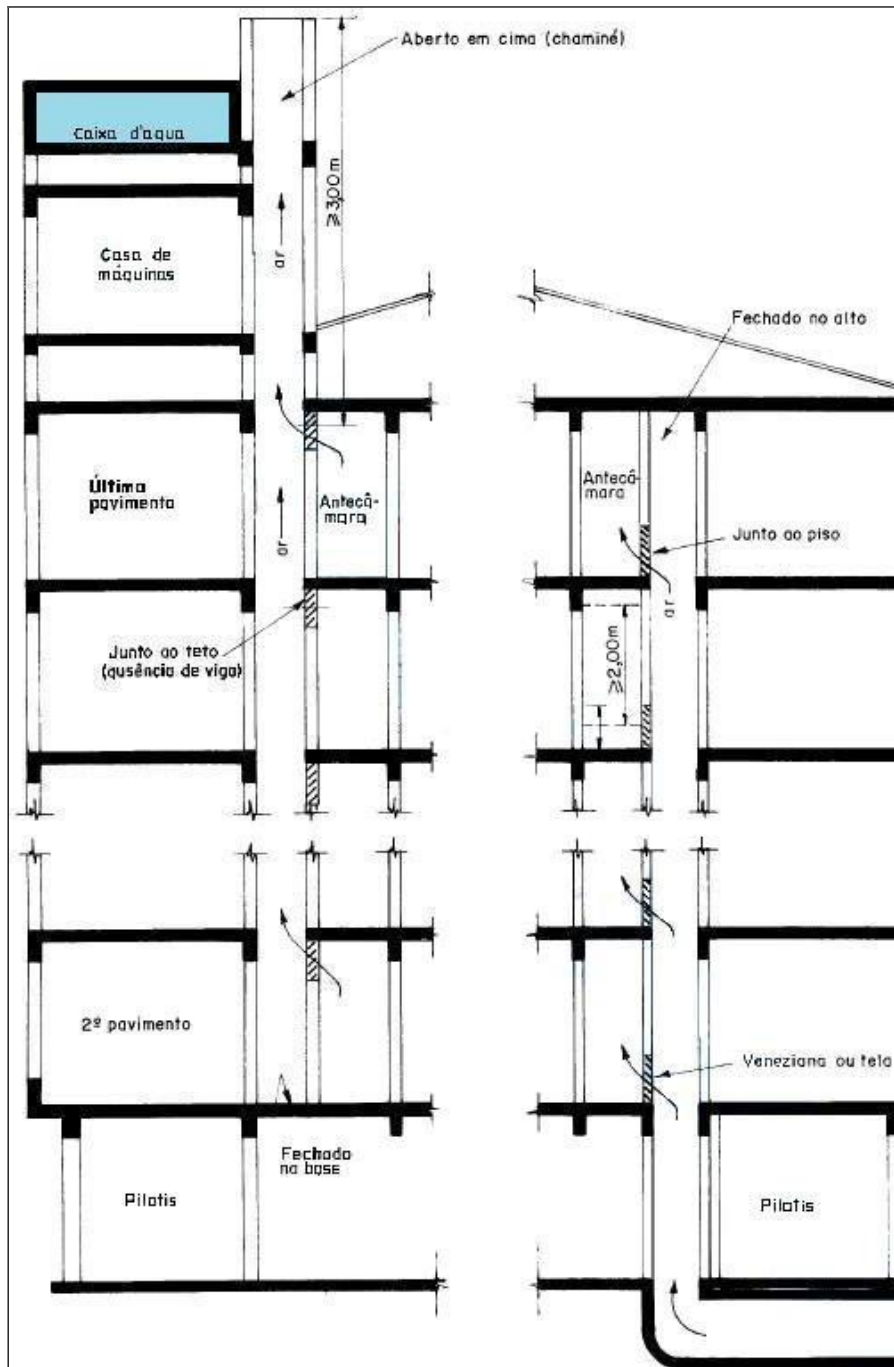 Aberto em cima (chaminé)
Caixa d'agua
≥3,00m
Casa de
máquinas
ar
Fechado no alto
Última
pavimento
Antecâ-
mara
ar
Antecâ-
mara
Junto ao piso
ar
Junto ao teto
(ausência de viga)
≥2,00m
2º pavimento
Veneziana ou tela
Fechado
na base
Pilotis
Pilotis